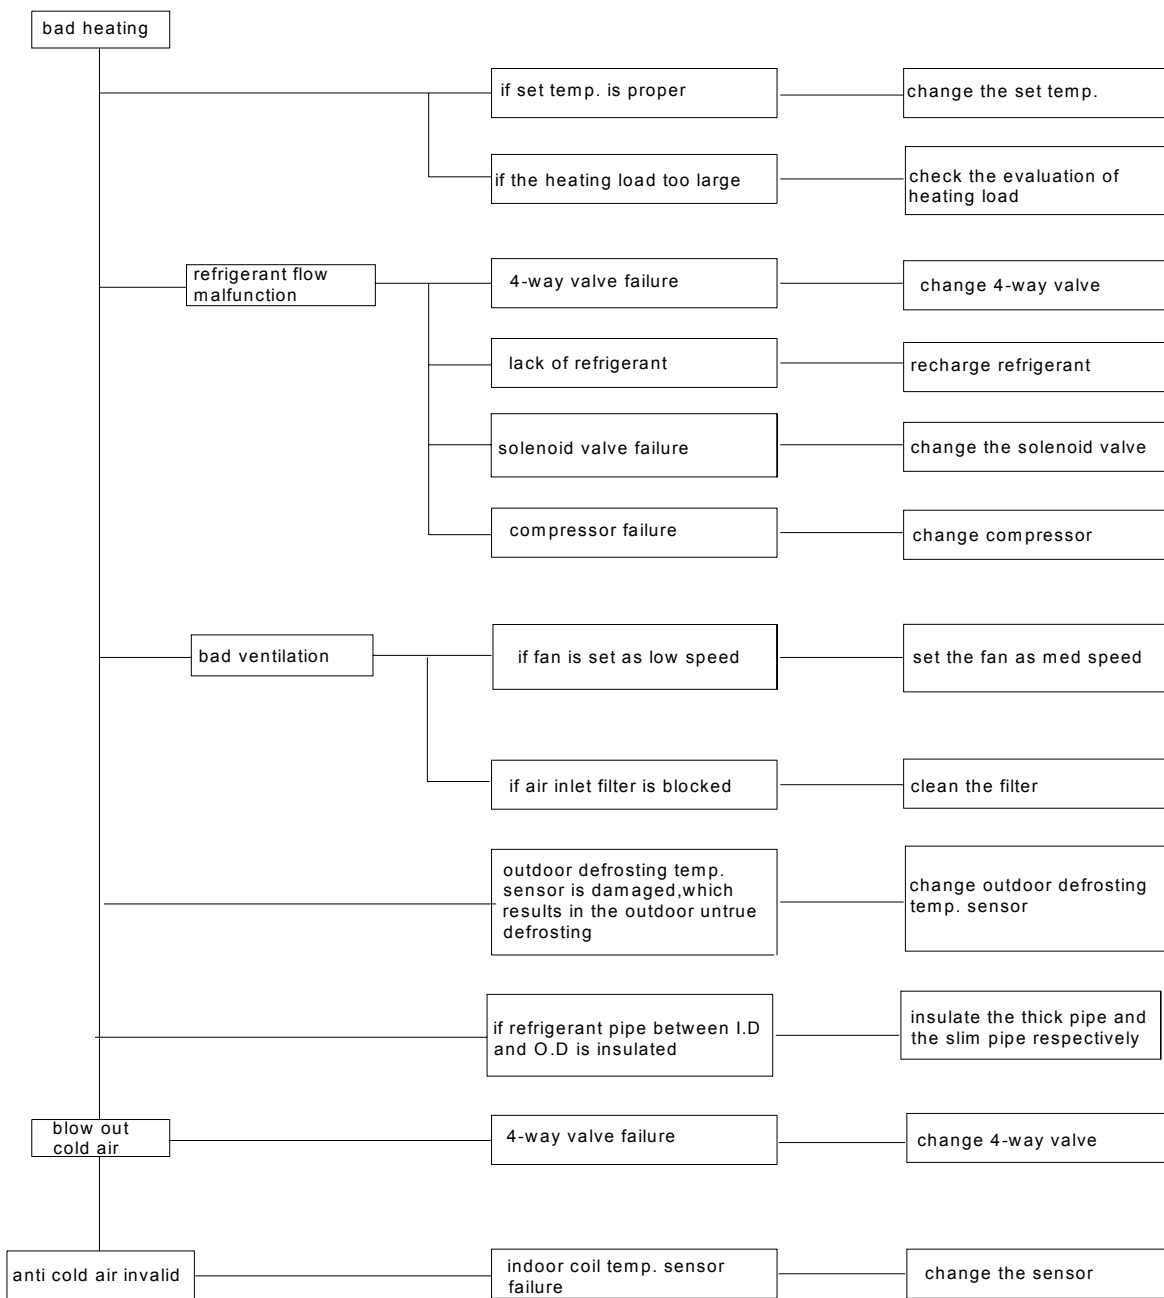 bad heating
if set temp. is proper
change the set temp.
if the heating load too large
check the evaluation of
heating load
refrigerant flow
malfunction
4-way valve failure
change 4-way valve
lack of refrigerant
recharge refrigerant
solenoid valve failure
change the solenoid valve
compressor failure
change compressor
bad ventilation
if fan is set as low speed
set the fan as med speed
if air inlet filter is blocked
clean the filter
outdoor defrosting temp.
sensor is damaged,which
results in the outdoor untrue
defrosting
change outdoor defrosting
temp. sensor
if refrigerant pipe between I.D
and O.D is insulated
insulate the thick pipe and
the slim pipe respectively
blow out
cold air
4-way valve failure
change 4-way valve
anti cold air invalid
indoor coil temp. sensor
failure
change the sensor